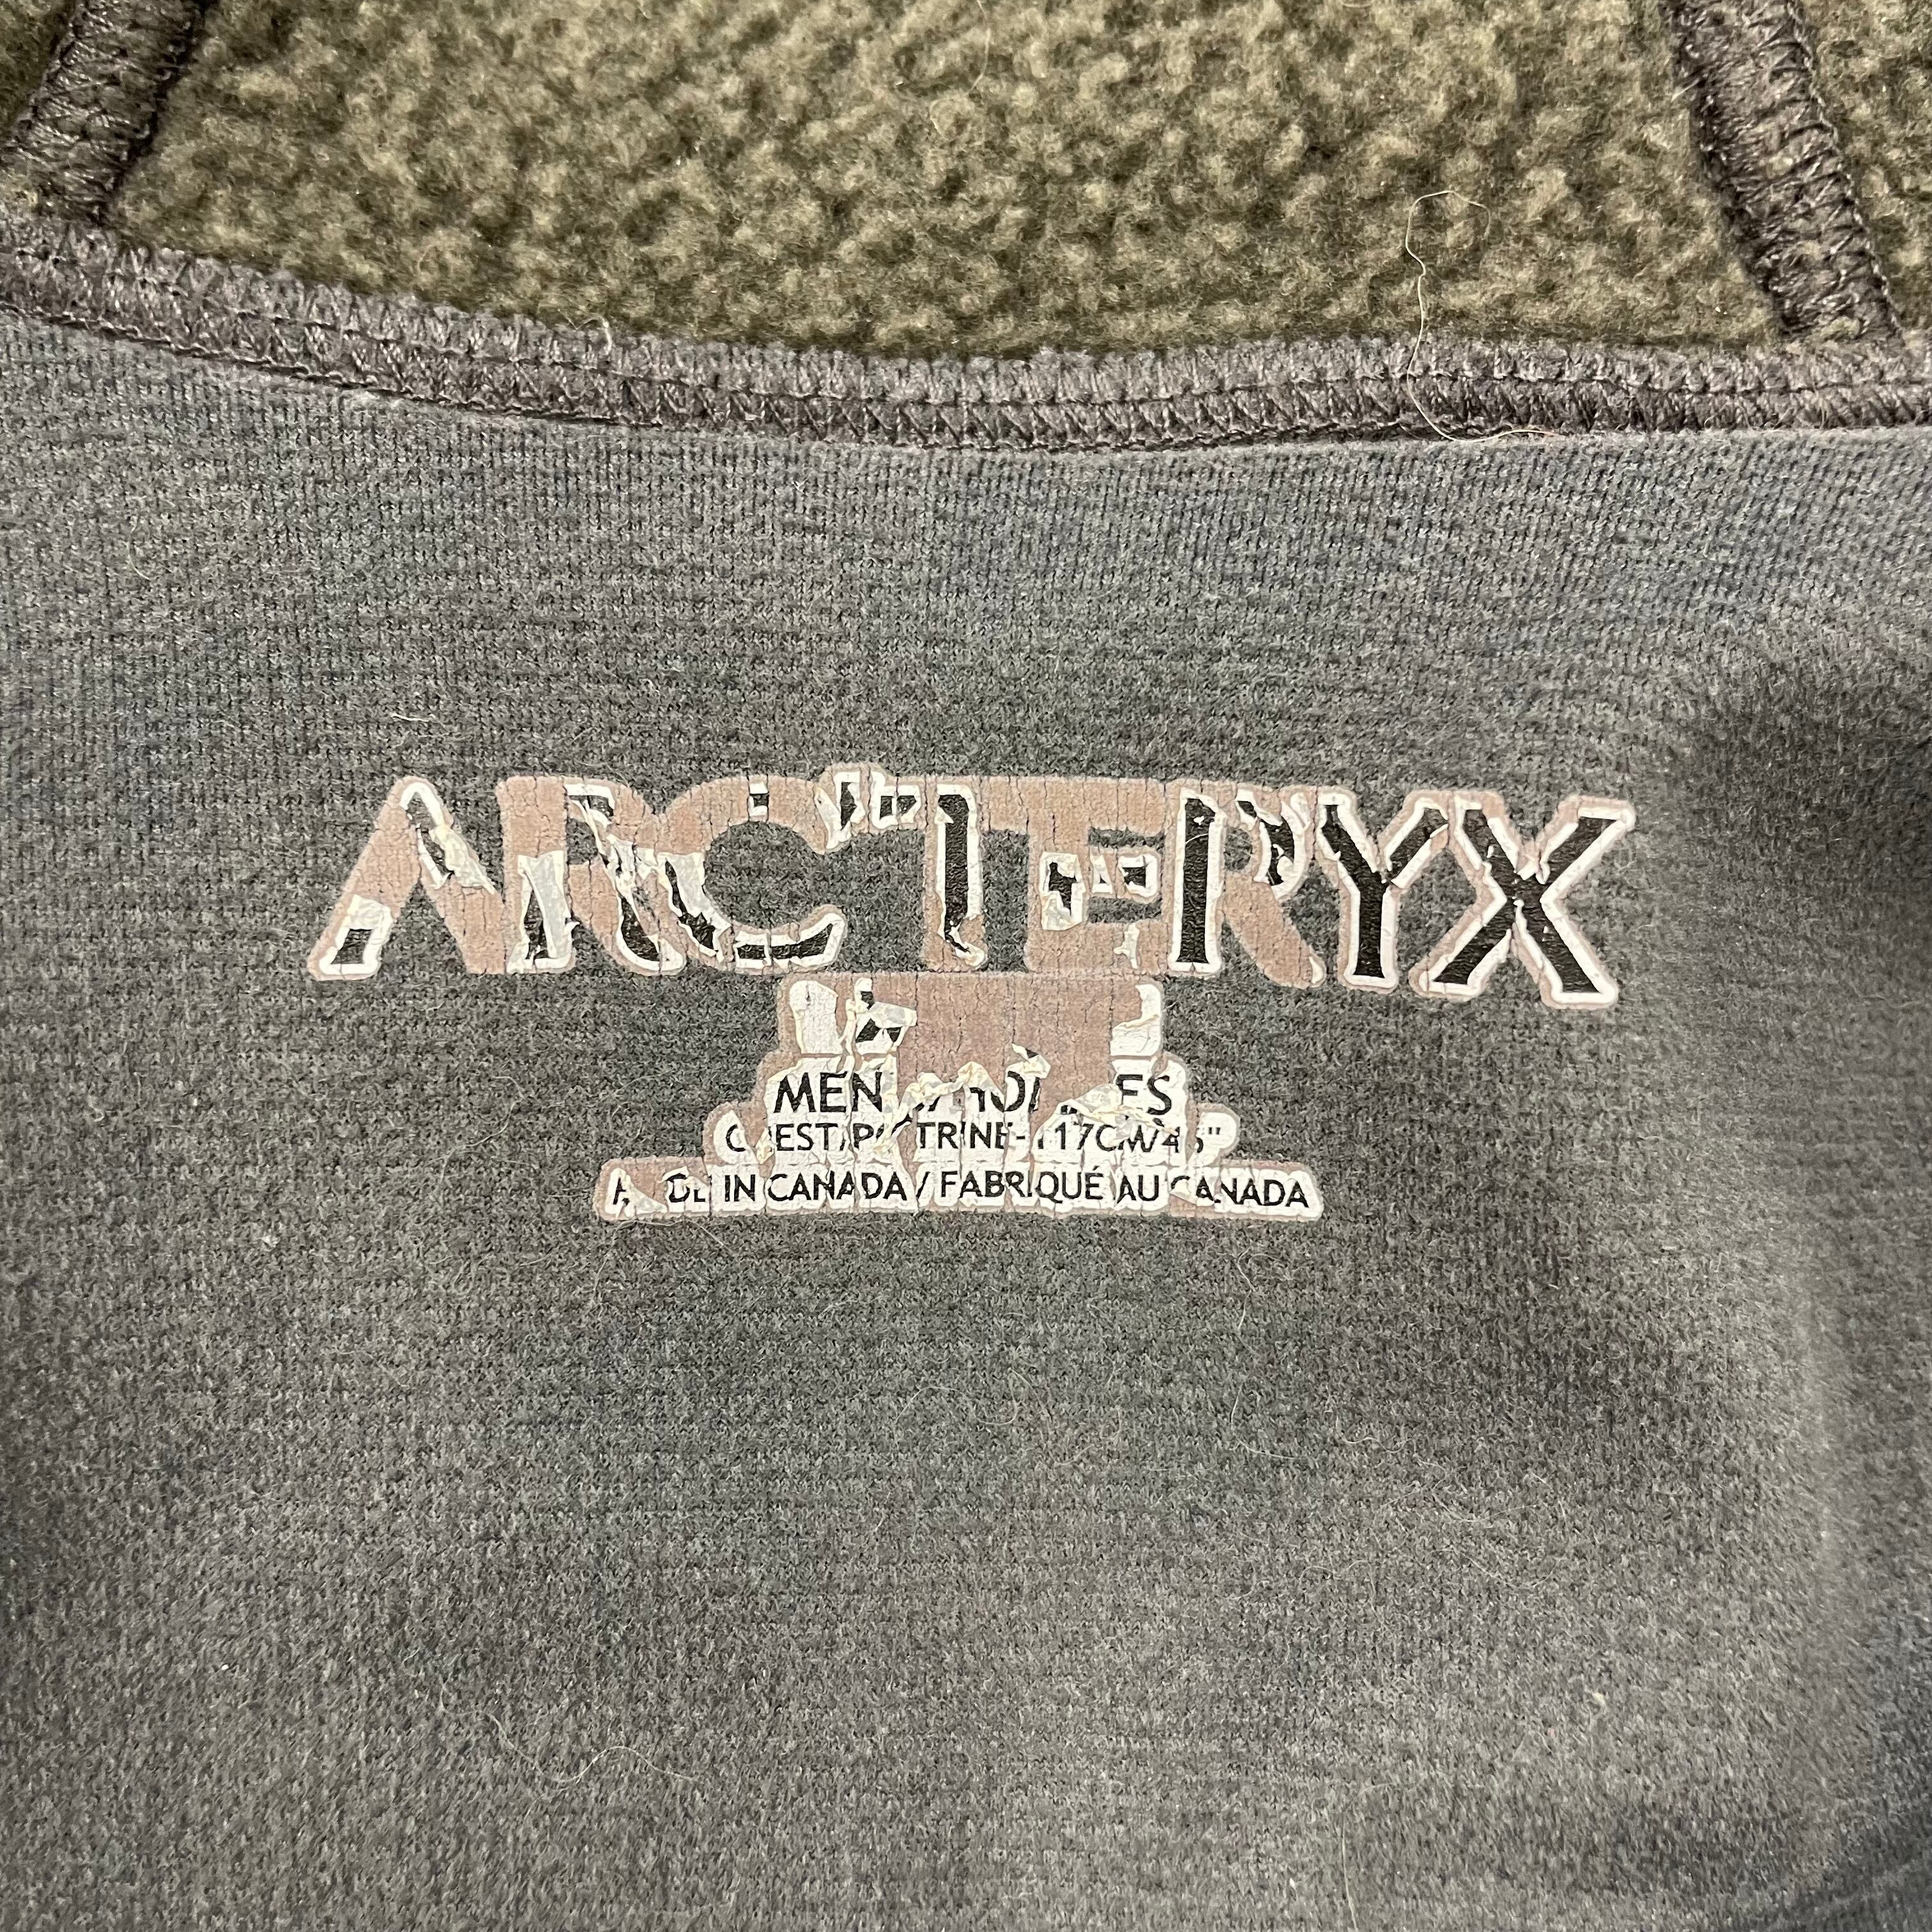 ARC'TERYX
MEN / HOMMES
CHEST/POITRINE-117CM/46"
MADE IN CANADA / FABRIQUÉ AU CANADA